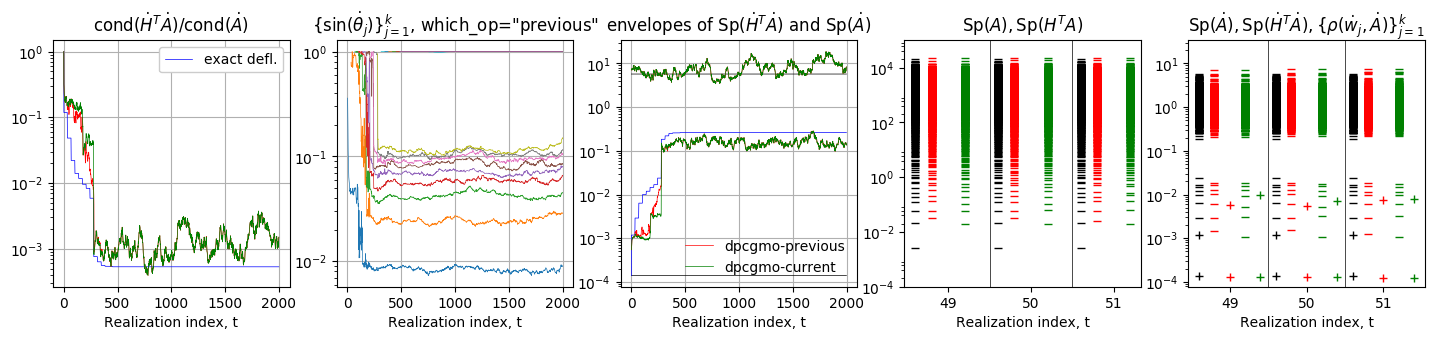 cond(Ḣ^T Ȧ)/cond(Ȧ)
10^0
10^-1
10^-2
10^-3
exact defl.
0 500 1000 1500 2000
Realization index, t
{sin(θ̇_j)}_{j=1}^k, which_op="previous"
10^0
10^-1
10^-2
0 500 1000 1500 2000
Realization index, t
envelopes of Sp(Ḣ^T Ȧ) and Sp(Ȧ)
10^1
10^0
10^-1
10^-2
10^-3
10^-4
dpcgmo-previous
dpcgmo-current
0 500 1000 1500 2000
Realization index, t
Sp(A), Sp(H^T A)
10^4
10^2
10^0
10^-2
10^-4
49 50 51
Realization index, t
Sp(Ȧ), Sp(Ḣ^T Ȧ), {ρ(ẇ_j, Ȧ)}_{j=1}^k
10^1
10^0
10^-1
10^-2
10^-3
10^-4
49 50 51
Realization index, t